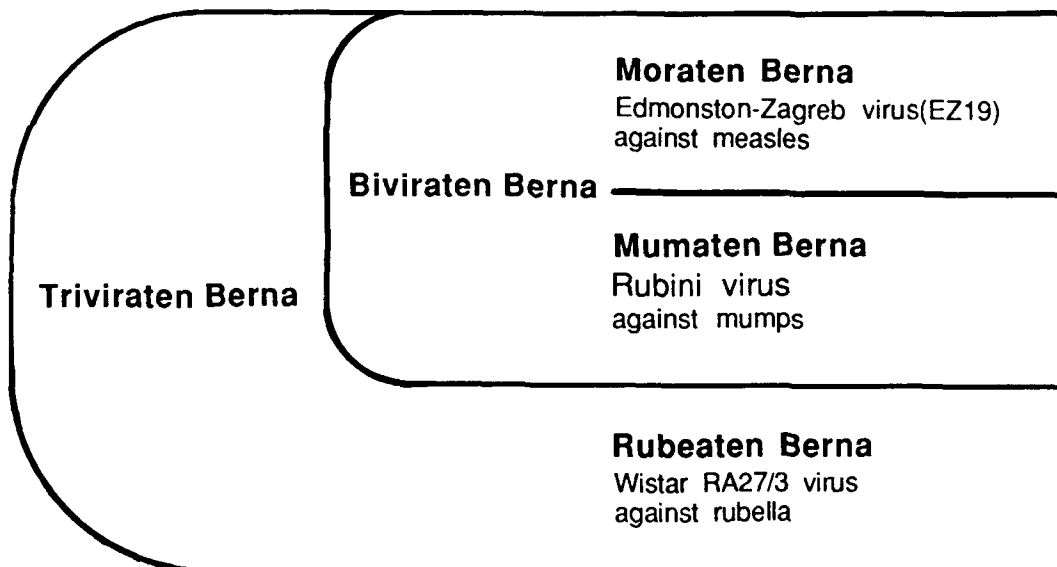 Moraten Berna
Edmonston-Zagreb virus(EZ19)
against measles
Biviraten Berna
Mumaten Berna
Rubini virus
against mumps
Triviraten Berna
Rubeaten Berna
Wistar RA27/3 virus
against rubella